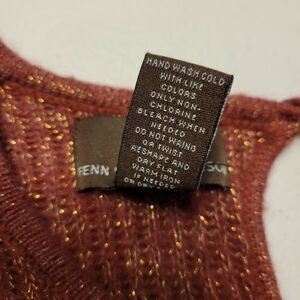 HAND WASH COLD
WITH LIKE
COLORS
ONLY NON-
CHLORINE
BLEACH WHEN
NEEDED
DO NOT WRING
OR TWIST
RESHAPE AND
DRY FLAT
WARM IRON
IF NEEDED
FENN